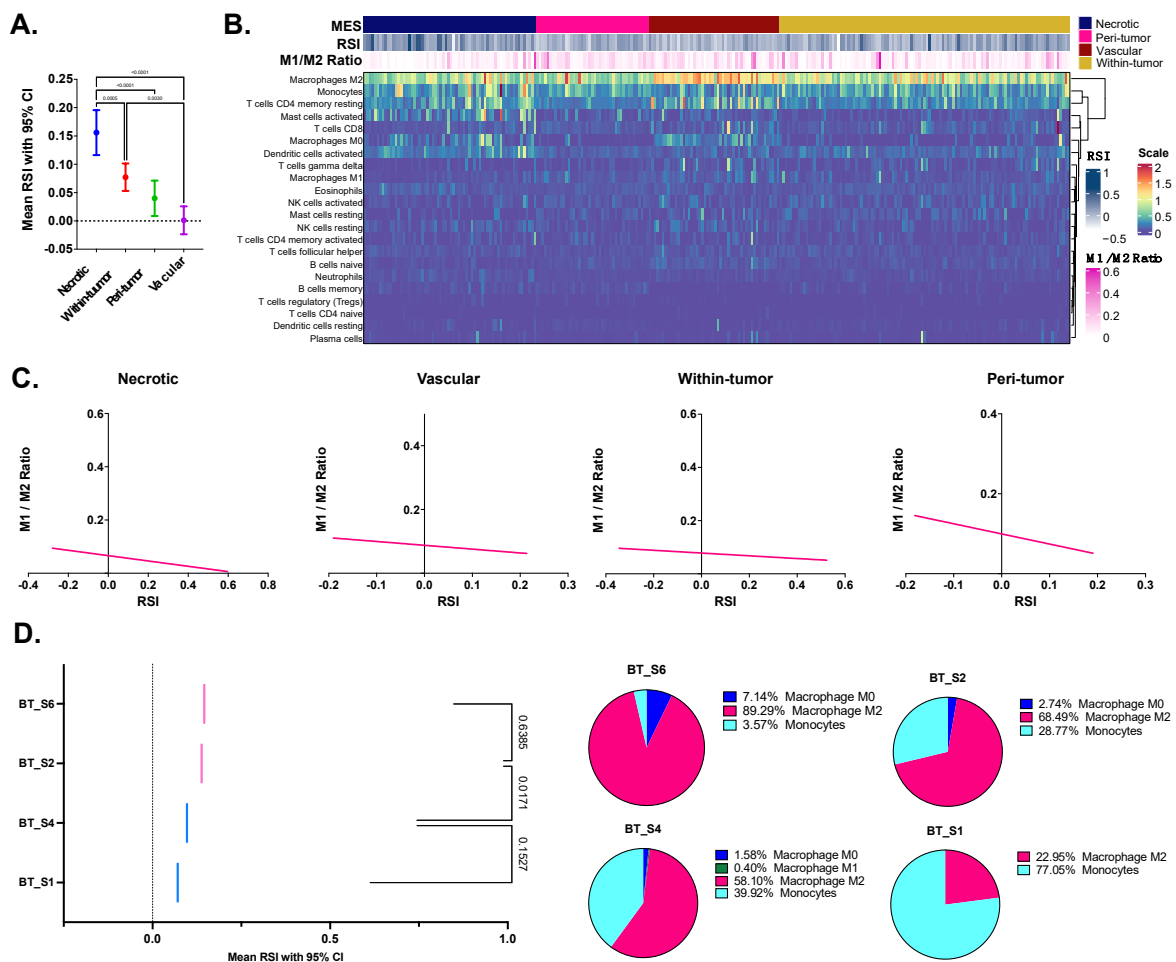 A.
<0.0001
<0.0001
0.0005
0.0030
Mean RSI with 95% CI
0.25
0.20
0.15
0.10
0.05
0.00
-0.05
Necrotic
Within-tuumor
Peri-tumor
Vacular
B.
MES
RSI
M1/M2 Ratio
Macrophages M2
Monocytes
T cells CD4 memory resting
Mast cells activated
T cells CD8
Macrophages M0
Dendritic cells activated
T cells gamma delta
Macrophages M1
Eosinophils
NK cells activated
Mast cells resting
NK cells resting
T cells CD4 memory activated
T cells follicular helper
B cells naive
Neutrophils
B cells memory
T cells regulatory (Tregs)
T cells CD4 naive
Dendritic cells resting
Plasma cells
Necrotic
Peri-tumor
Vascular
Within-tumor
RSI
1
0.5
0
−0.5
Scale
2
1.5
1
0.5
0
M1/M2 Ratio
0.6
0.4
0.2
0
C.
Necrotic
M1 / M2 Ratio
0.6
0.4
0.2
-0.4 -0.2 0.0 0.2 0.4 0.6 0.8
RSI
Vascular
M1 / M2 Ratio
0.4
0.2
-0.2 -0.1 0.0 0.1 0.2 0.3
RSI
Within-tumor
M1 / M2 Ratio
0.6
0.4
0.2
-0.4 -0.2 0.0 0.2 0.4 0.6
RSI
Peri-tumor
M1 / M2 Ratio
0.4
0.2
-0.2 -0.1 0.0 0.1 0.2 0.3
RSI
D.
BT_S6
BT_S2
BT_S4
BT_S1
0.6385
0.0171
0.1527
0.0 0.5 1.0
Mean RSI with 95% CI
BT_S6
7.14% Macrophage M0
89.29% Macrophage M2
3.57% Monocytes
BT_S2
2.74% Macrophage M0
68.49% Macrophage M2
28.77% Monocytes
BT_S4
1.58% Macrophage M0
0.40% Macrophage M1
58.10% Macrophage M2
39.92% Monocytes
BT_S1
22.95% Macrophage M2
77.05% Monocytes